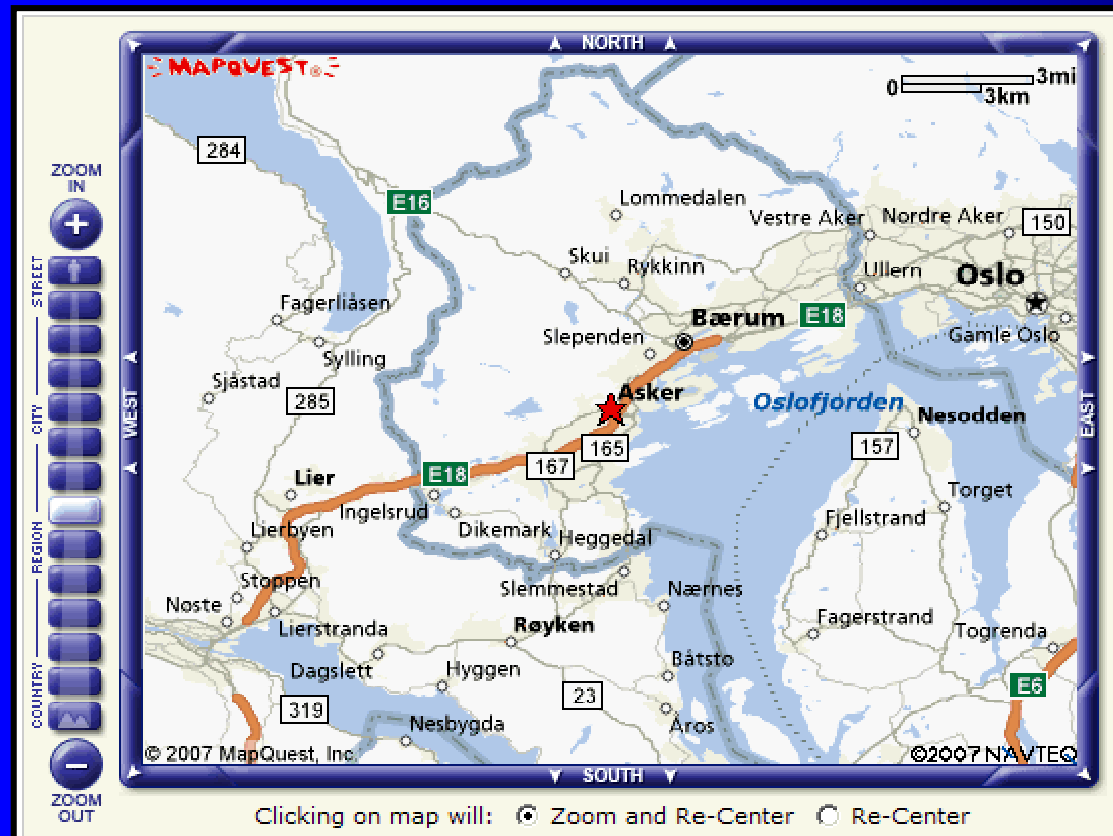 NORTH
MAPQUEST®
3mi
0
3km
284
ZOOM
IN
E16
Lommedalen
Vestre Aker
Nordre Aker
150
STREET
Skui
Rykkinn
Ullern
Oslo
Fagerliåsen
Bærum
E18
Slependen
Gamle Oslo
Sylling
Sjåstad
Asker
Oslofjorden
Nesodden
WEST
EAST
CITY
285
165
157
167
E18
Lier
Ingelsrud
Torget
Dikemark
Fjellstrand
Lierbyen
Heggedal
REGION
Stoppen
Slemmestad
Nærnes
Nøste
Lierstranda
Røyken
Fagerstrand
Togrenda
Dagslett
Hyggen
Båtsto
E6
COUNTRY
23
319
Nesbygda
Åros
© 2007 MapQuest, Inc.
©2007 NAVTEQ
SOUTH
ZOOM
OUT
Clicking on map will: Zoom and Re-Center Re-Center